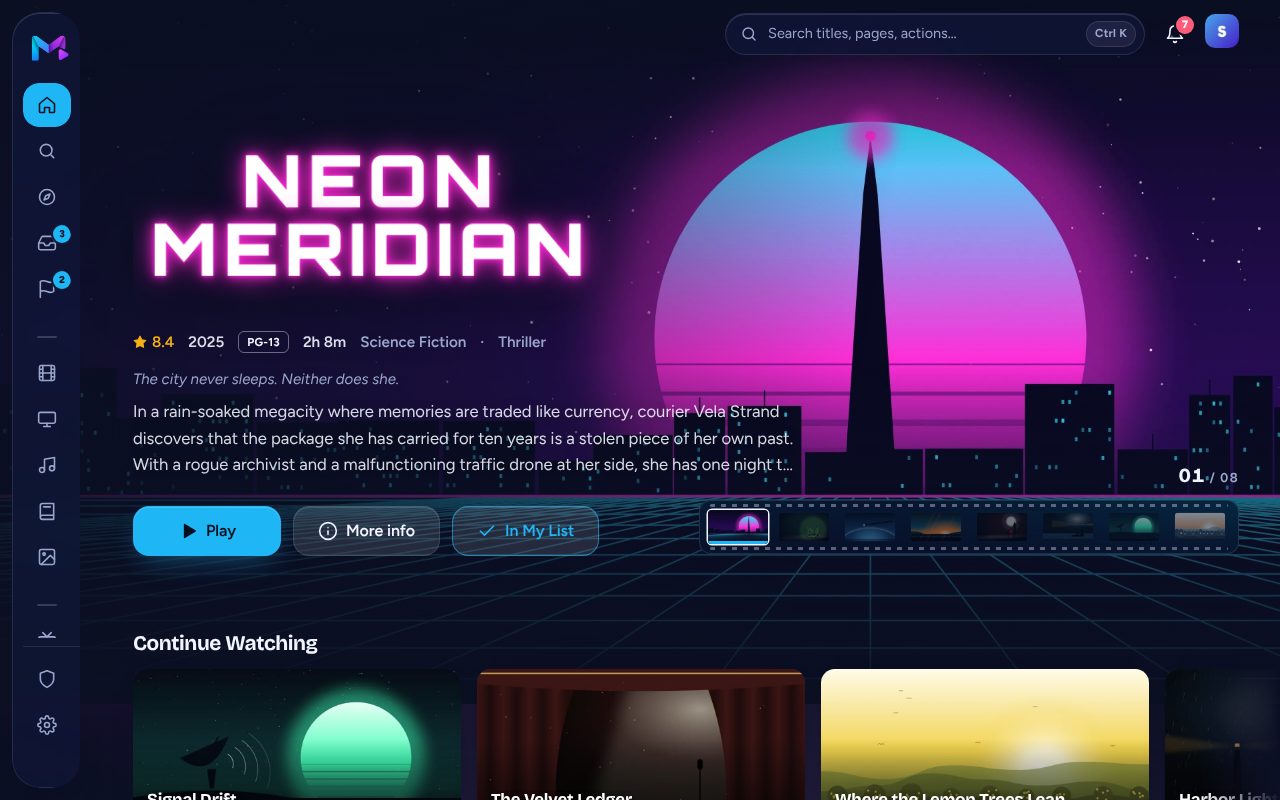 Search titles, pages, actions...
Ctrl K
7
S
3
2
NEON
MERIDIAN
8.4 2025 PG-13 2h 8m Science Fiction · Thriller
The city never sleeps. Neither does she.
In a rain-soaked megacity where memories are traded like currency, courier Vela Strand
discovers that the package she has carried for ten years is a stolen piece of her own past.
With a rogue archivist and a malfunctioning traffic drone at her side, she has one night t...
01 / 08
Play
More info
In My List
Continue Watching
Signal Drift
The Velvet Ledger
Where the Lemon Trees Lean
Harbor